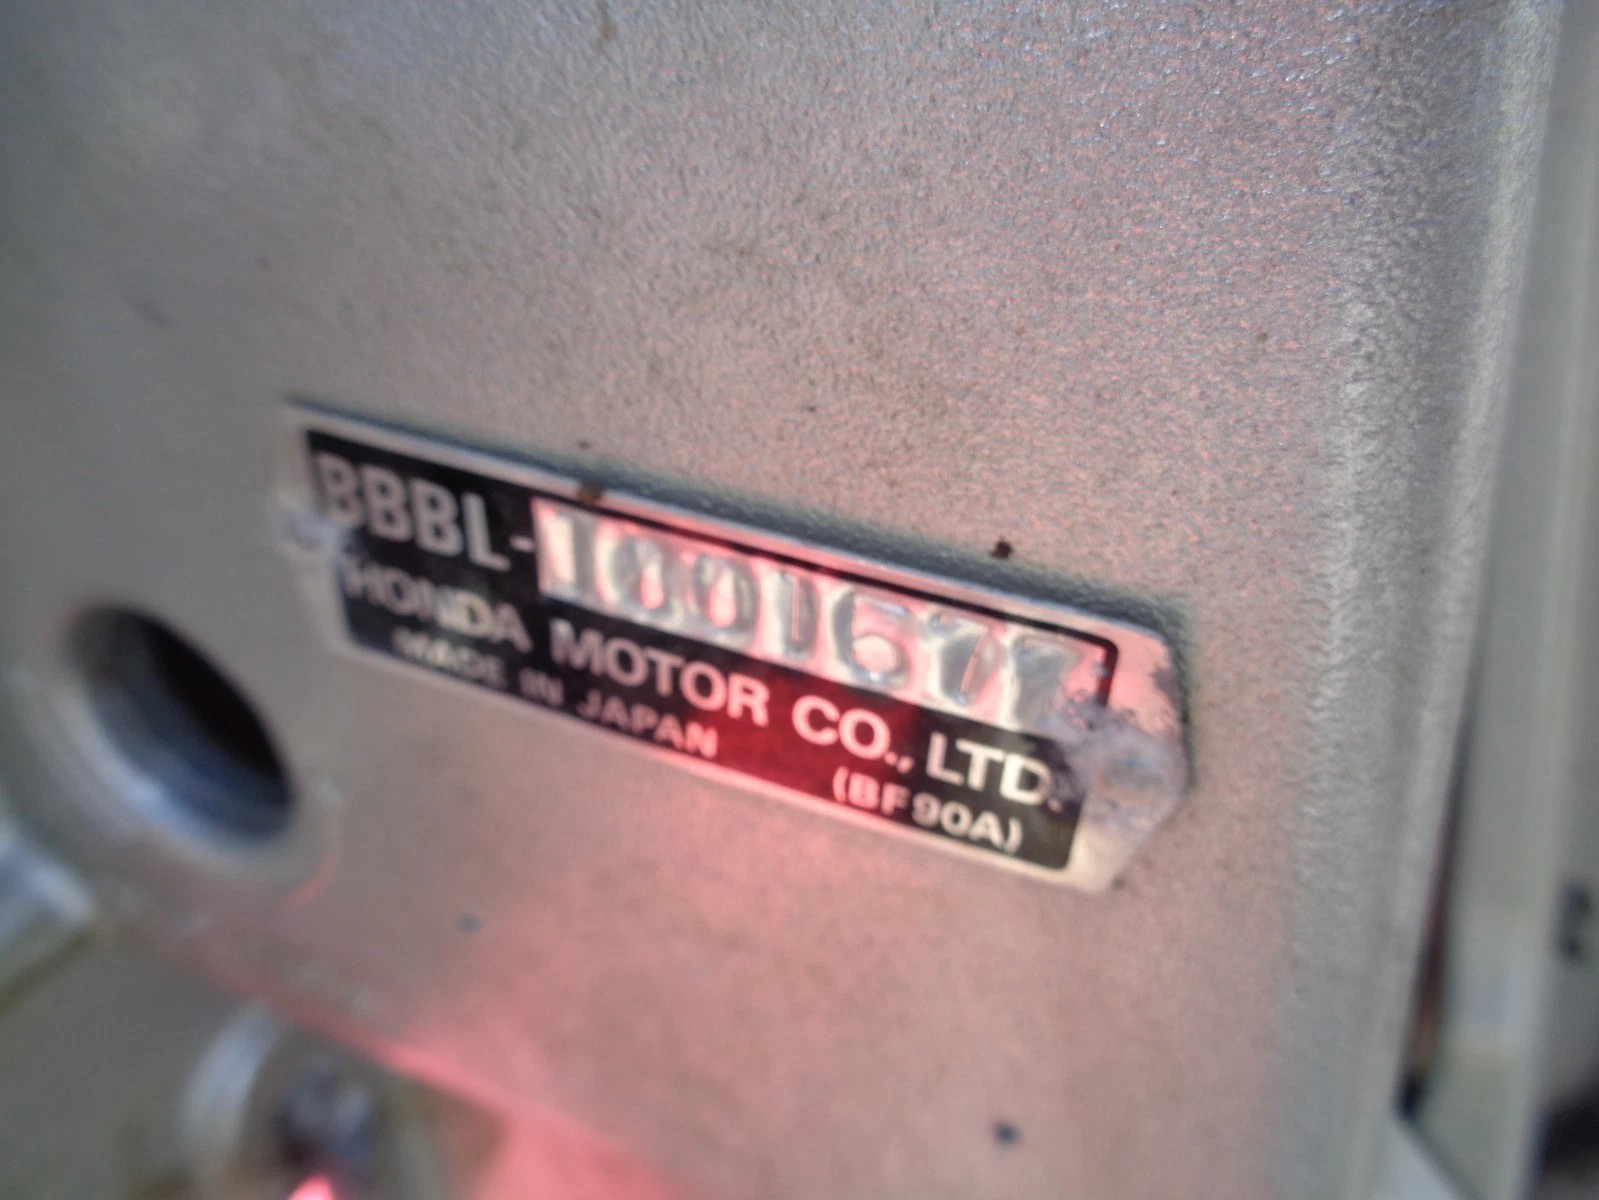 BBBL-1001677
HONDA MOTOR CO., LTD.
MADE IN JAPAN
(BF90A)